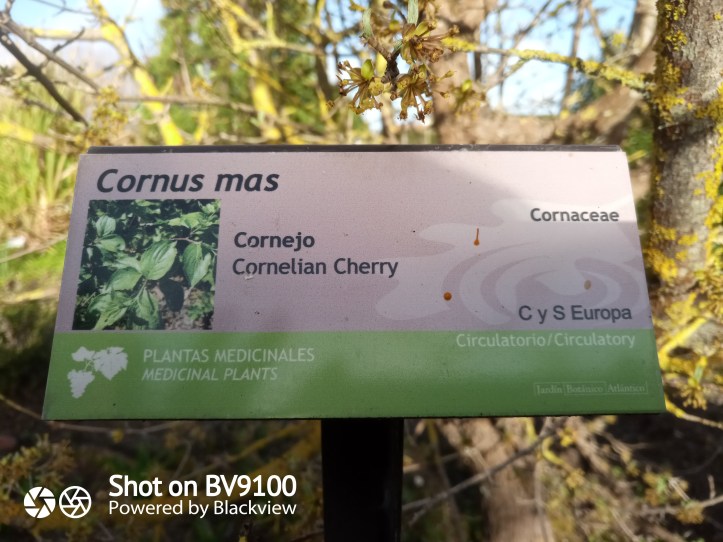 Cornus mas
Cornaceae
Cornejo
Cornelian Cherry
C y S Europa
Circulatorio/Circulatory
PLANTAS MEDICINALES
MEDICINAL PLANTS
Jardín Botánico Atlántico
Shot on BV9100
Powered by Blackview